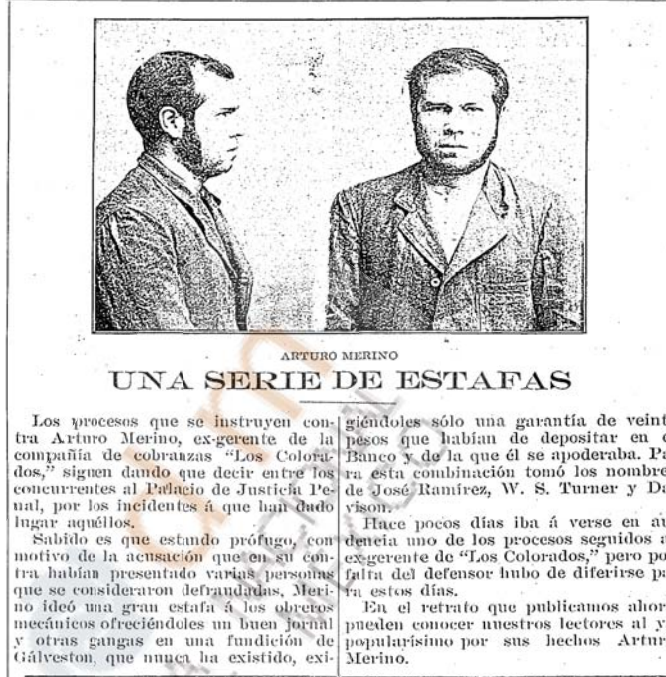 ARTURO MERINO
UNA SERIE DE ESTAFAS
Los procesos que se instruyen con-
tra Arturo Merino, ex-gerente de la
compañía de cobranzas "Los Colora-
dos," siguen dando que decir entre los
concurrentes al Palacio de Justicia Pe-
nal, por los incidentes á que han dado
lugar aquéllos.
Sabido es que estando prófugo, con
motivo de la acusación que en su con-
tra habían presentado varias personas
que se consideraron defraudadas, Meri-
no ideó una gran estafa á los obreros
mecánicos ofreciéndoles un buen jornal
y otras gangas en una fundición de
Gálveston, que nunca ha existido, exi-
giéndoles sólo una garantía de veint
pesos que habían de depositar en e
Banco y de la que él se apoderaba. Pa
ra esta combinación tomó los nombre
de José Ramírez, W. S. Turner y Da
vison.
Hace pocos días iba á verse en au
dencia uno de los procesos seguidos a
ex-gerente de "Los Colorados," pero po
falta del defensor hubo de diferirse pa
ra estos días.
En el retrato que publicamos ahor
pueden conocer nuestros lectores al y
popularísimo por sus hechos Artur
Merino.